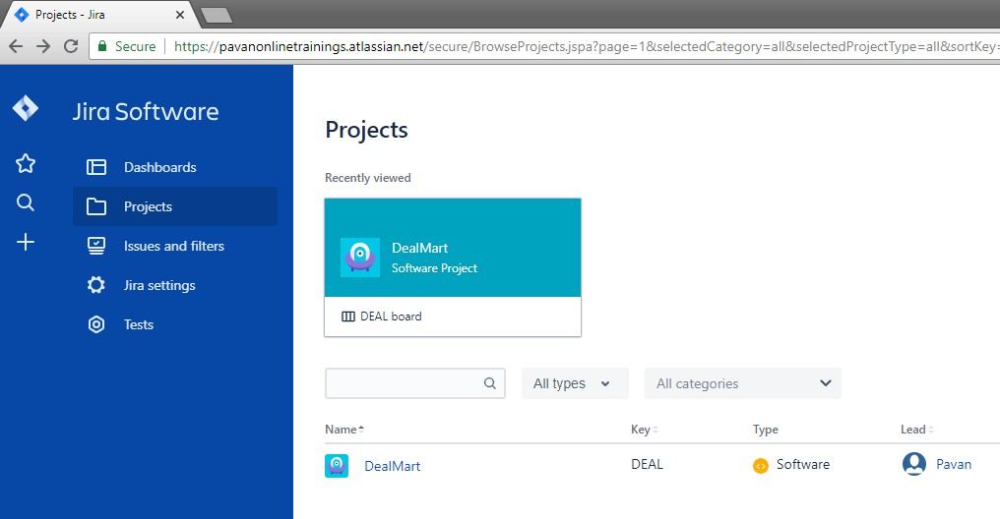 Projects - Jira
Secure https://pavanonlinetrainings.atlassian.net/secure/BrowseProjects.jspa?page=1&selectedCategory=all&selectedProjectType=all&sortKey=
Jira Software
Dashboards
Projects
Issues and filters
Jira settings
Tests
Projects
Recently viewed
DealMart
Software Project
DEAL board
All types All categories
Name Key Type Lead
DealMart DEAL Software Pavan